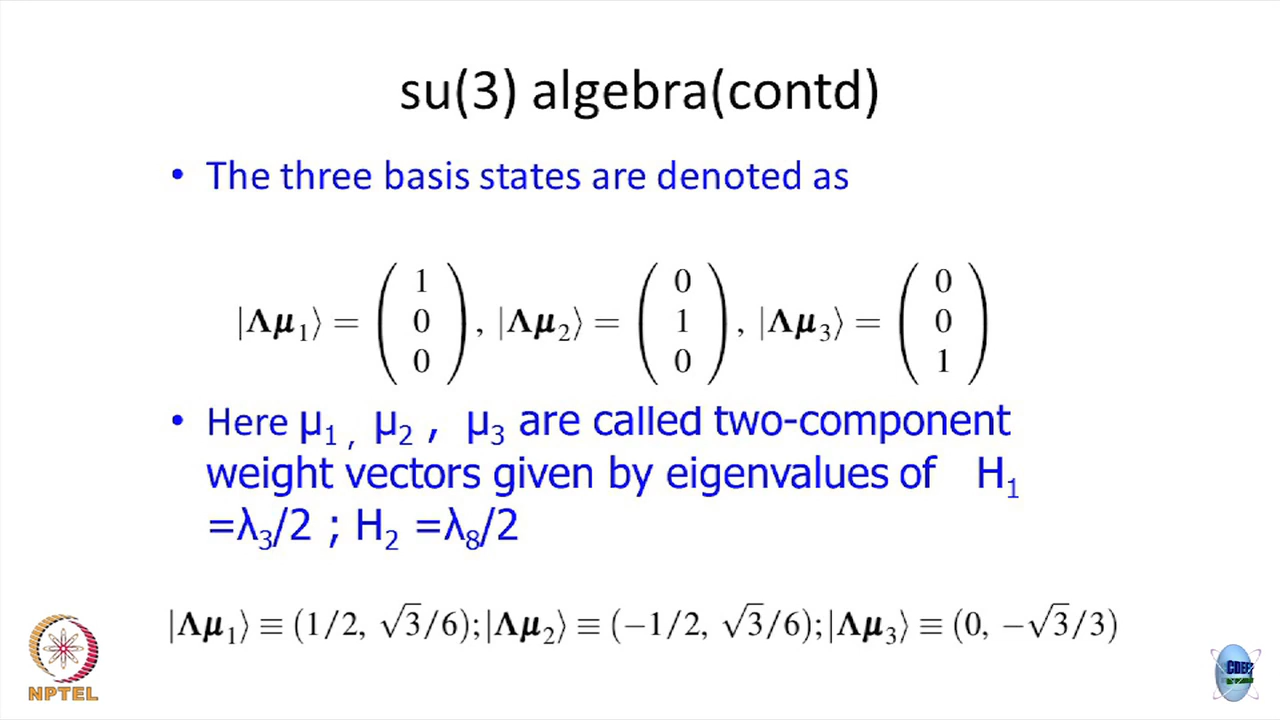 su(3) algebra(contd)
• The three basis states are denoted as
|Λμ₁⟩ = (1 0 0), |Λμ₂⟩ = (0 1 0), |Λμ₃⟩ = (0 0 1)
• Here μ₁ , μ₂ , μ₃ are called two-component
weight vectors given by eigenvalues of H₁
=λ₃/2 ; H₂ =λ₈/2
|Λμ₁⟩ ≡ (1/2, √3/6);|Λμ₂⟩ ≡ (−1/2, √3/6);|Λμ₃⟩ ≡ (0, −√3/3)
NPTEL